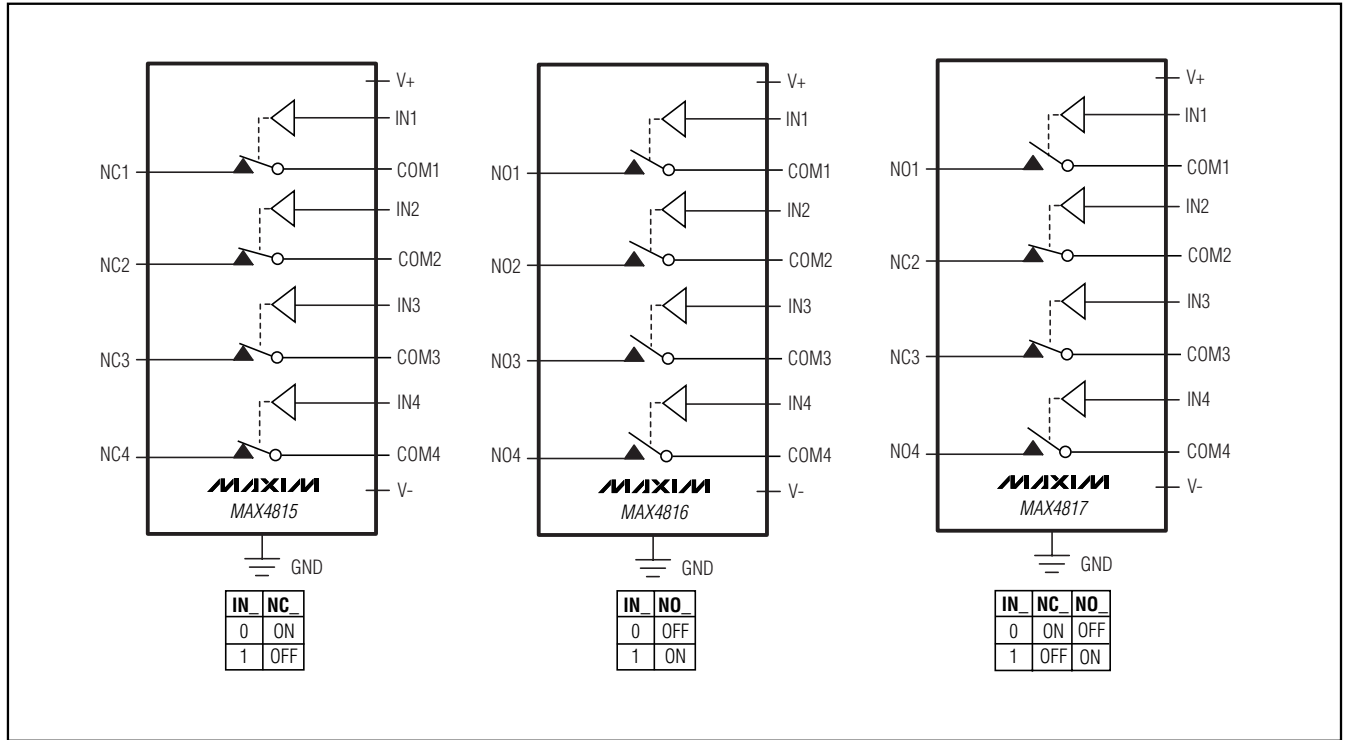 V+
IN1
NC1
COM1
IN2
NC2
COM2
IN3
NC3
COM3
IN4
NC4
COM4
MAXIM
V-
MAX4815
GND
IN_ NC_
0 ON
1 OFF
V+
IN1
NO1
COM1
IN2
NO2
COM2
IN3
NO3
COM3
IN4
NO4
COM4
MAXIM
V-
MAX4816
GND
IN_ NO_
0 OFF
1 ON
V+
IN1
NO1
COM1
IN2
NC2
COM2
IN3
NC3
COM3
IN4
NO4
COM4
MAXIM
V-
MAX4817
GND
IN_ NC_ NO_
0 ON OFF
1 OFF ON